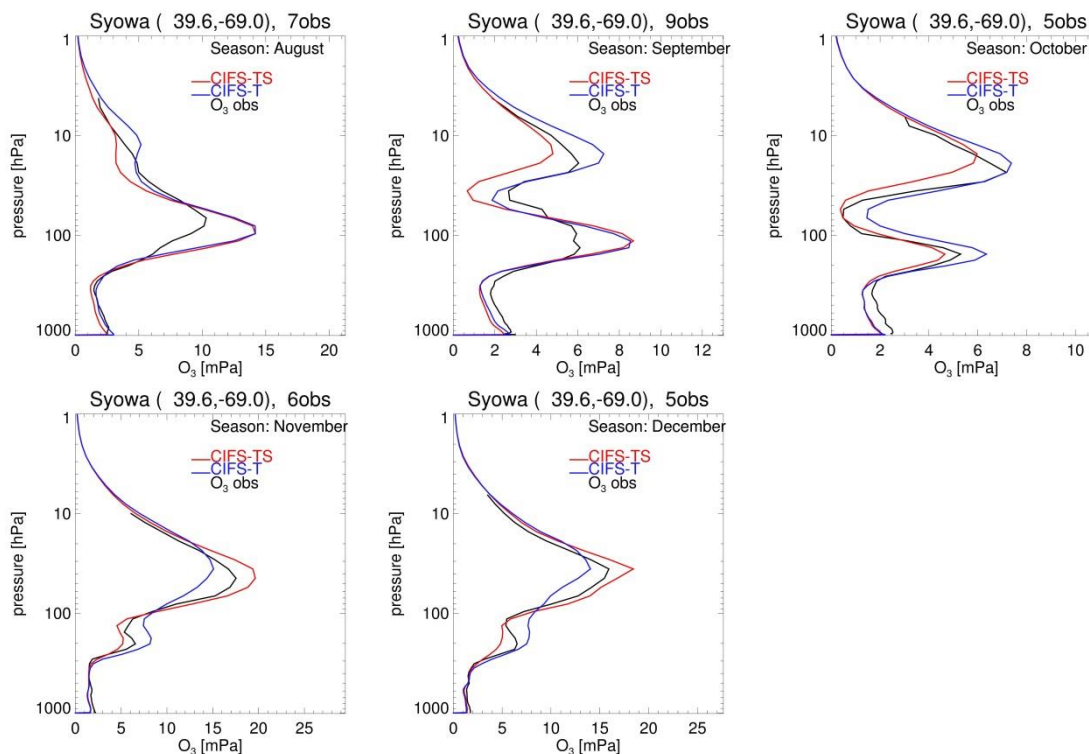 Syowa ( 39.6,-69.0), 7obs
Season: August
CIFS-TS
CIFS-T
O₃ obs
pressure [hPa]
1
10
100
1000
0 5 10 15 20
O₃ [mPa]
Syowa ( 39.6,-69.0), 9obs
Season: September
CIFS-TS
CIFS-T
O₃ obs
pressure [hPa]
1
10
100
1000
0 2 4 6 8 10 12
O₃ [mPa]
Syowa ( 39.6,-69.0), 5obs
Season: October
CIFS-TS
CIFS-T
O₃ obs
pressure [hPa]
1
10
100
1000
0 2 4 6 8 10
O₃ [mPa]
Syowa ( 39.6,-69.0), 6obs
Season: November
CIFS-TS
CIFS-T
O₃ obs
pressure [hPa]
1
10
100
1000
0 5 10 15 20 25
O₃ [mPa]
Syowa ( 39.6,-69.0), 5obs
Season: December
CIFS-TS
CIFS-T
O₃ obs
pressure [hPa]
1
10
100
1000
0 5 10 15 20 25
O₃ [mPa]